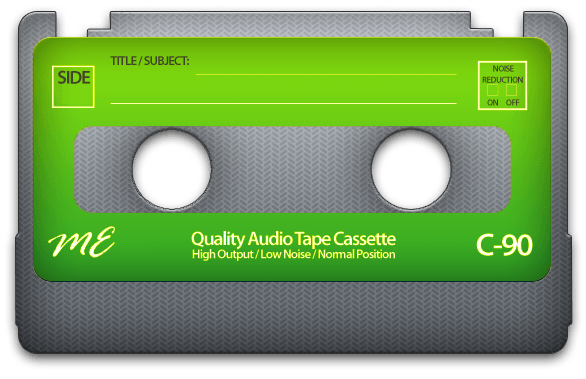 SIDE
TITLE / SUBJECT:
NOISE
REDUCTION
ON OFF
ME
Quality Audio Tape Cassette
High Output / Low Noise / Normal Position
C-90